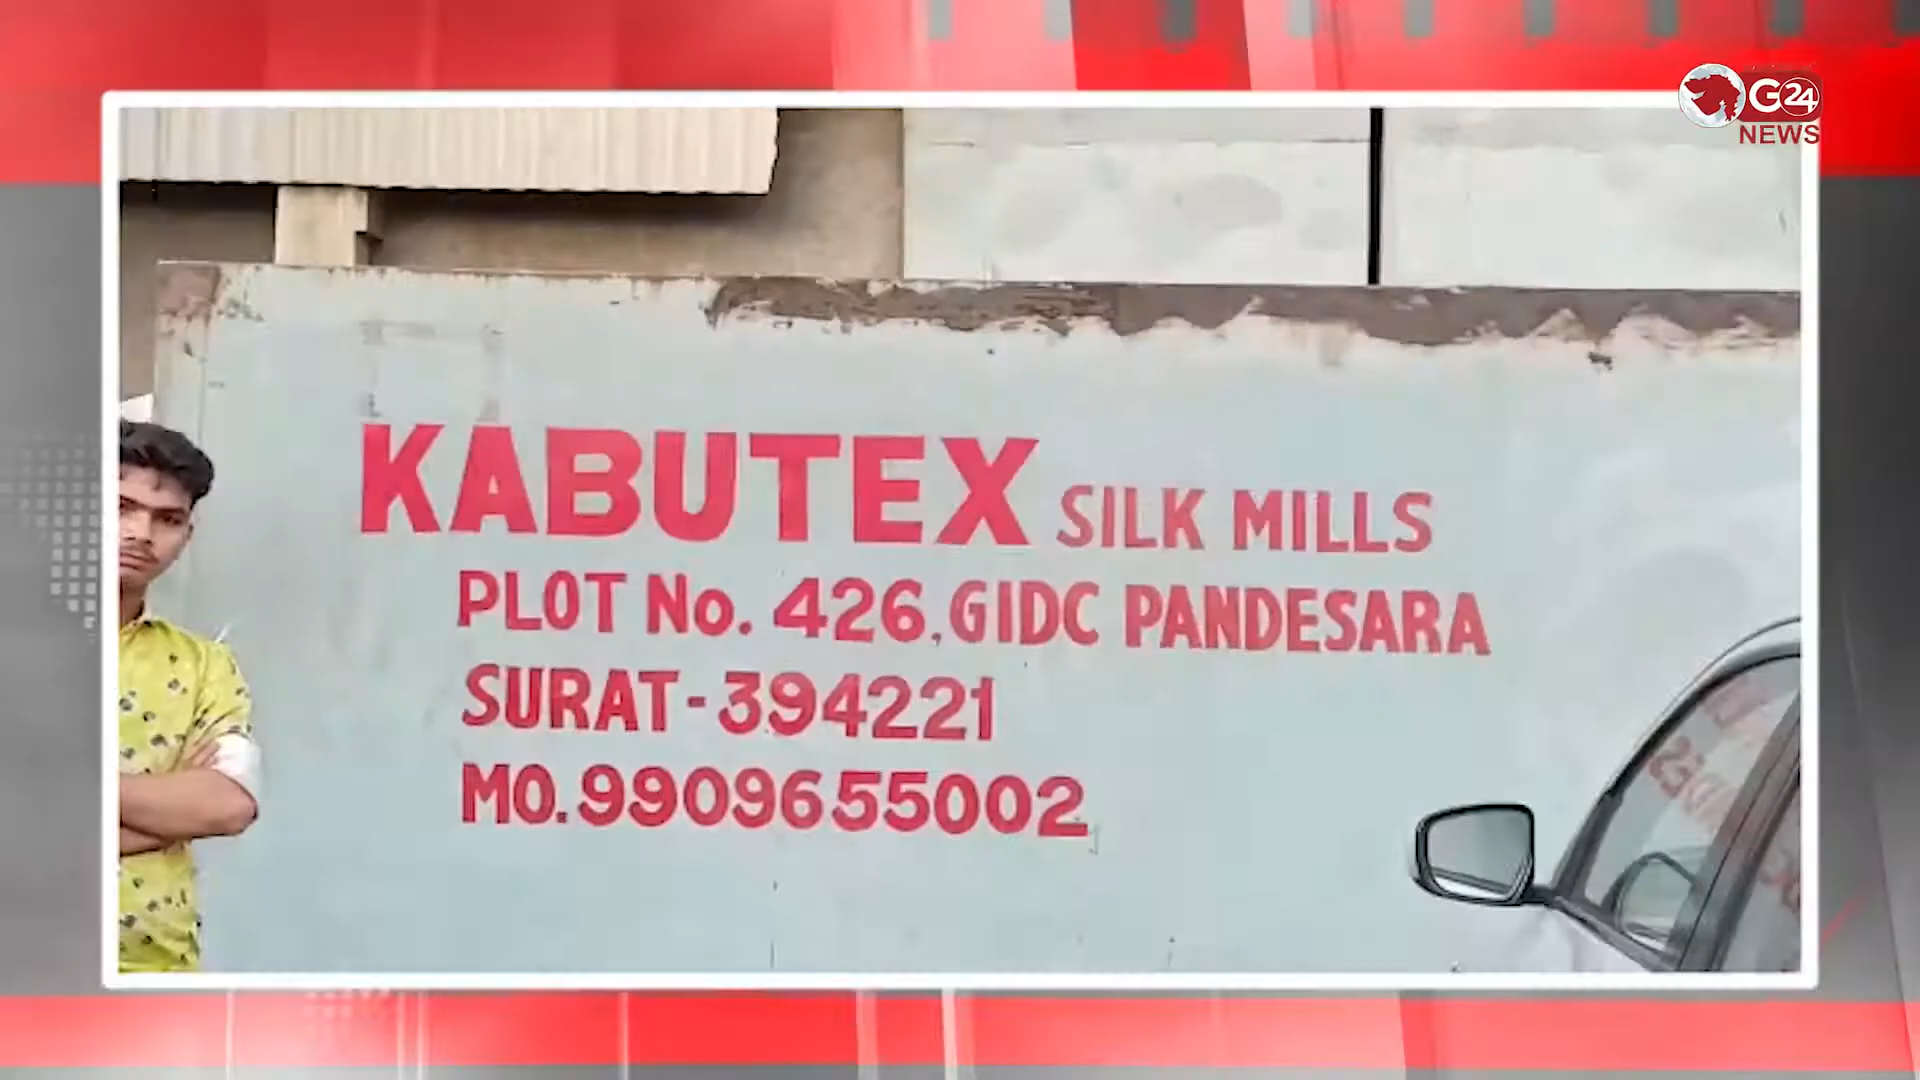 G24
NEWS
KABUTEX SILK MILLS
PLOT No. 426, GIDC PANDESARA
SURAT-394221
MO. 9909655002